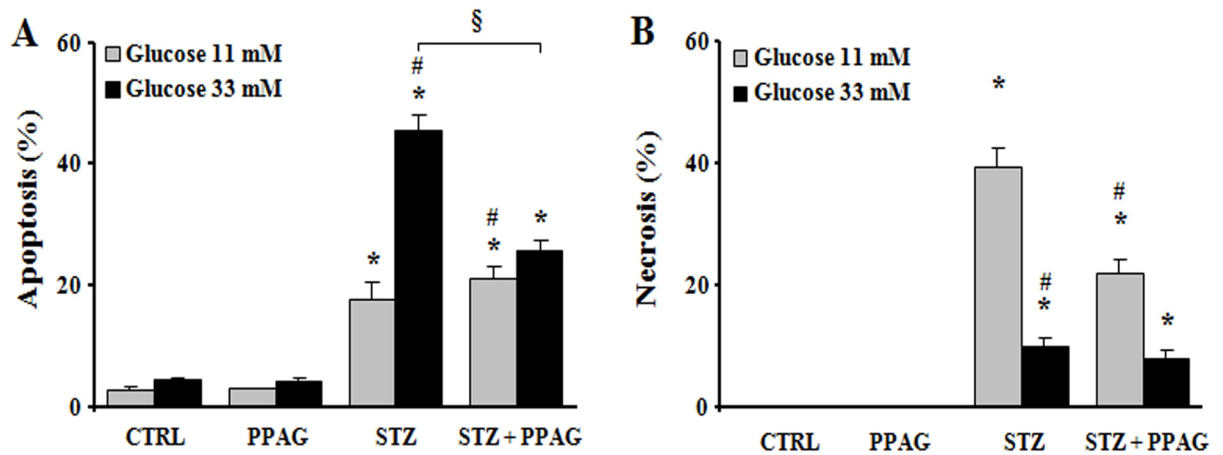 A
Apoptosis (%)
60
40
20
0
Glucose 11 mM
Glucose 33 mM
§
*
#
*
#
*
*
CTRL PPAG STZ STZ + PPAG
B
Necrosis (%)
60
40
20
0
Glucose 11 mM
Glucose 33 mM
*
#
*
#
*
*
CTRL PPAG STZ STZ + PPAG